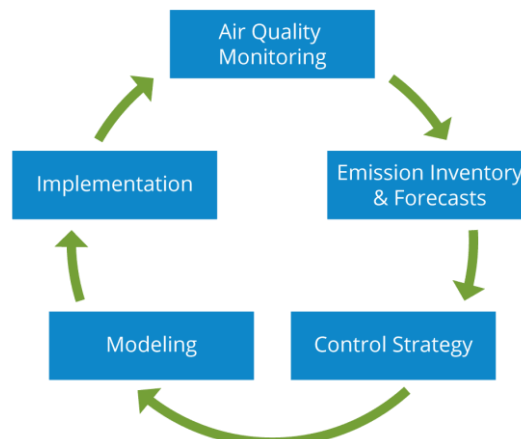 Air Quality
Monitoring
Emission Inventory
& Forecasts
Control Strategy
Modeling
Implementation